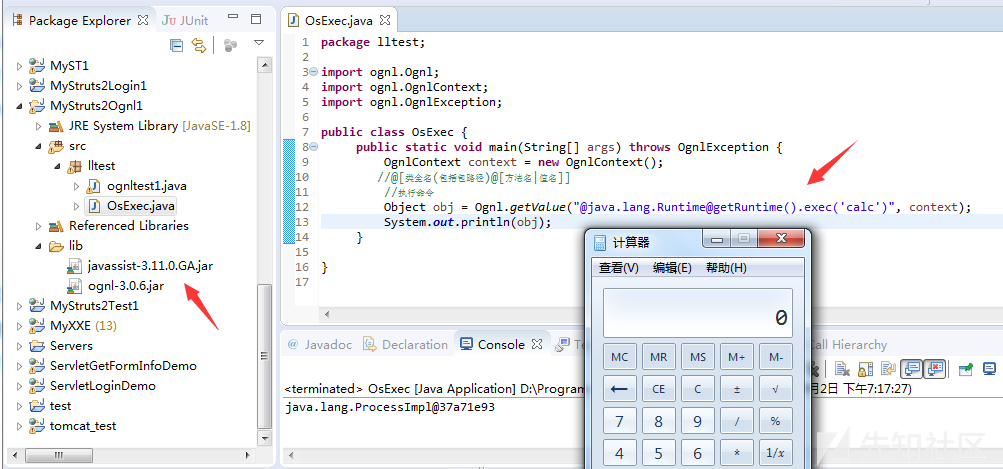 Package Explorer
JUnit
MyST1
MyStruts2Login1
MyStruts2Ognl1
JRE System Library [JavaSE-1.8]
src
lltest
ognltest1.java
OsExec.java
Referenced Libraries
lib
javassist-3.11.0.GA.jar
ognl-3.0.6.jar
MyStruts2Test1
MyXXE (13)
Servers
ServletGetFormInfoDemo
ServletLoginDemo
test
tomcat_test
OsExec.java
1 package lltest;
2
3 import ognl.Ognl;
4 import ognl.OgnlContext;
5 import ognl.OgnlException;
6
7 public class OsExec {
8 public static void main(String[] args) throws OgnlException {
9 OgnlContext context = new OgnlContext();
10 //@[类全名(包括包路径)@[方法名|值名]]
11 //执行命令
12 Object obj = Ognl.getValue("@java.lang.Runtime@getRuntime().exec('calc')", context);
13 System.out.println(obj);
14 }
15
16 }
17
计算器
查看(V) 编辑(E) 帮助(H)
0
MC MR MS M+ M-
← CE C ± √
7 8 9 / %
4 5 6 * 1/x
@ Javadoc Declaration Console Te
Call Hierarchy
<terminated> OsExec [Java Application] D:\Program
月2日 下午7:17:27)
java.lang.ProcessImpl@37a71e93
先知社区